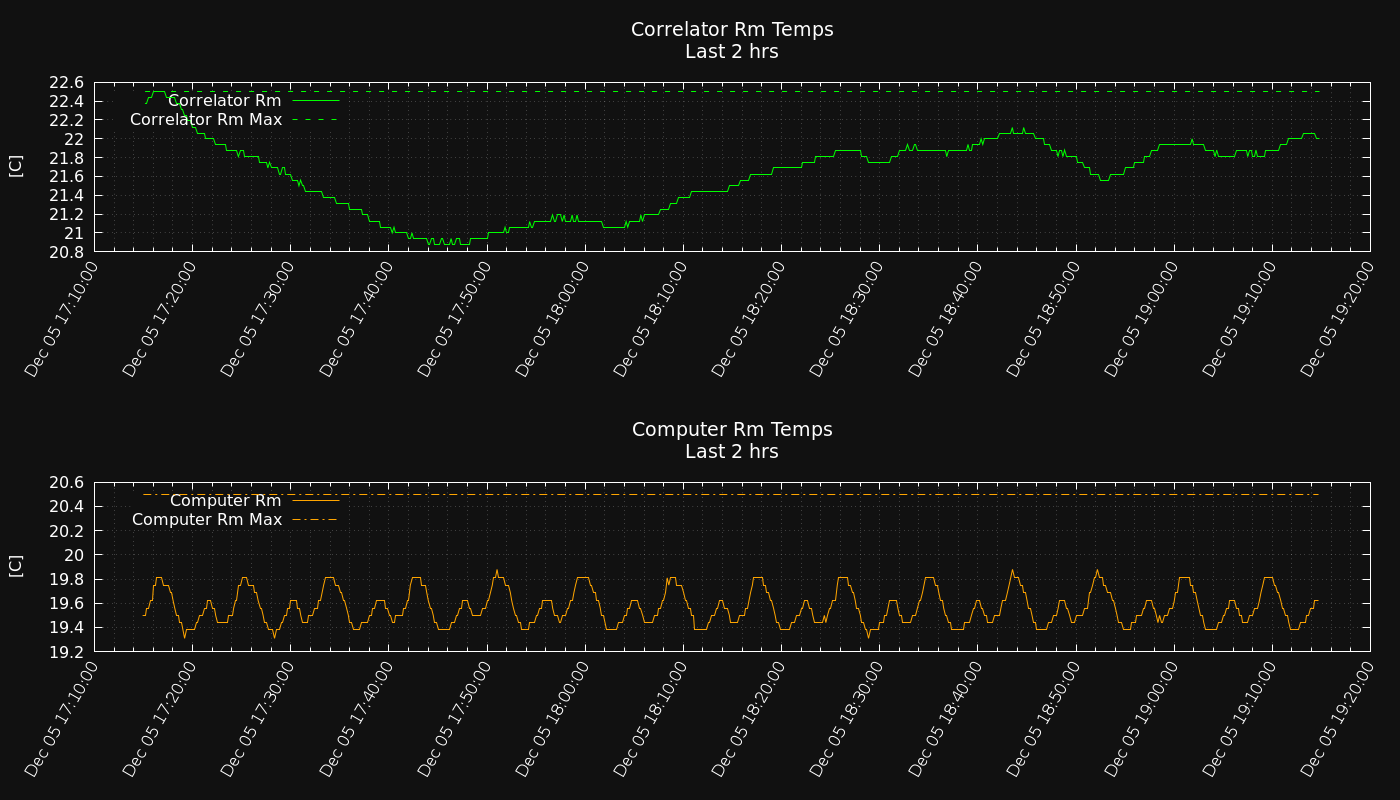 Correlator Rm Temps
Last 2 hrs
22.6
22.4
22.2
22
21.8
21.6
21.4
21.2
21
20.8
[C]
Correlator Rm
Correlator Rm Max
Dec 05 17:10:00
Dec 05 17:20:00
Dec 05 17:30:00
Dec 05 17:40:00
Dec 05 17:50:00
Dec 05 18:00:00
Dec 05 18:10:00
Dec 05 18:20:00
Dec 05 18:30:00
Dec 05 18:40:00
Dec 05 18:50:00
Dec 05 19:00:00
Dec 05 19:10:00
Dec 05 19:20:00
Computer Rm Temps
Last 2 hrs
20.6
20.4
20.2
20
19.8
19.6
19.4
19.2
[C]
Computer Rm
Computer Rm Max
Dec 05 17:10:00
Dec 05 17:20:00
Dec 05 17:30:00
Dec 05 17:40:00
Dec 05 17:50:00
Dec 05 18:00:00
Dec 05 18:10:00
Dec 05 18:20:00
Dec 05 18:30:00
Dec 05 18:40:00
Dec 05 18:50:00
Dec 05 19:00:00
Dec 05 19:10:00
Dec 05 19:20:00